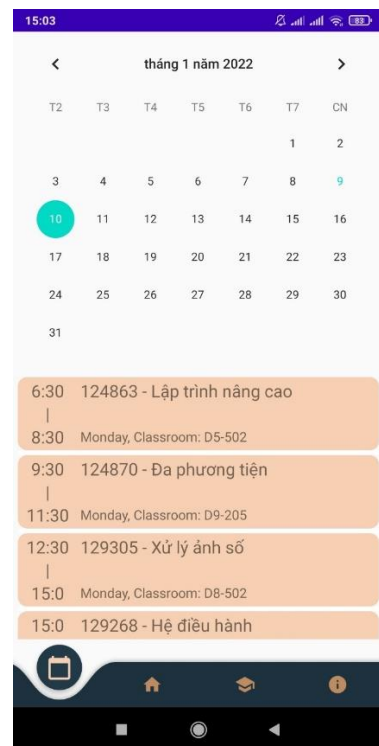 15:03 83
tháng 1 năm 2022
T2 T3 T4 T5 T6 T7 CN
1 2
3 4 5 6 7 8 9
10 11 12 13 14 15 16
17 18 19 20 21 22 23
24 25 26 27 28 29 30
31
6:30 124863 - Lập trình nâng cao
|
8:30 Monday, Classroom: D5-502
9:30 124870 - Đa phương tiện
|
11:30 Monday, Classroom: D9-205
12:30 129305 - Xử lý ảnh số
|
15:0 Monday, Classroom: D8-502
15:0 129268 - Hệ điều hành